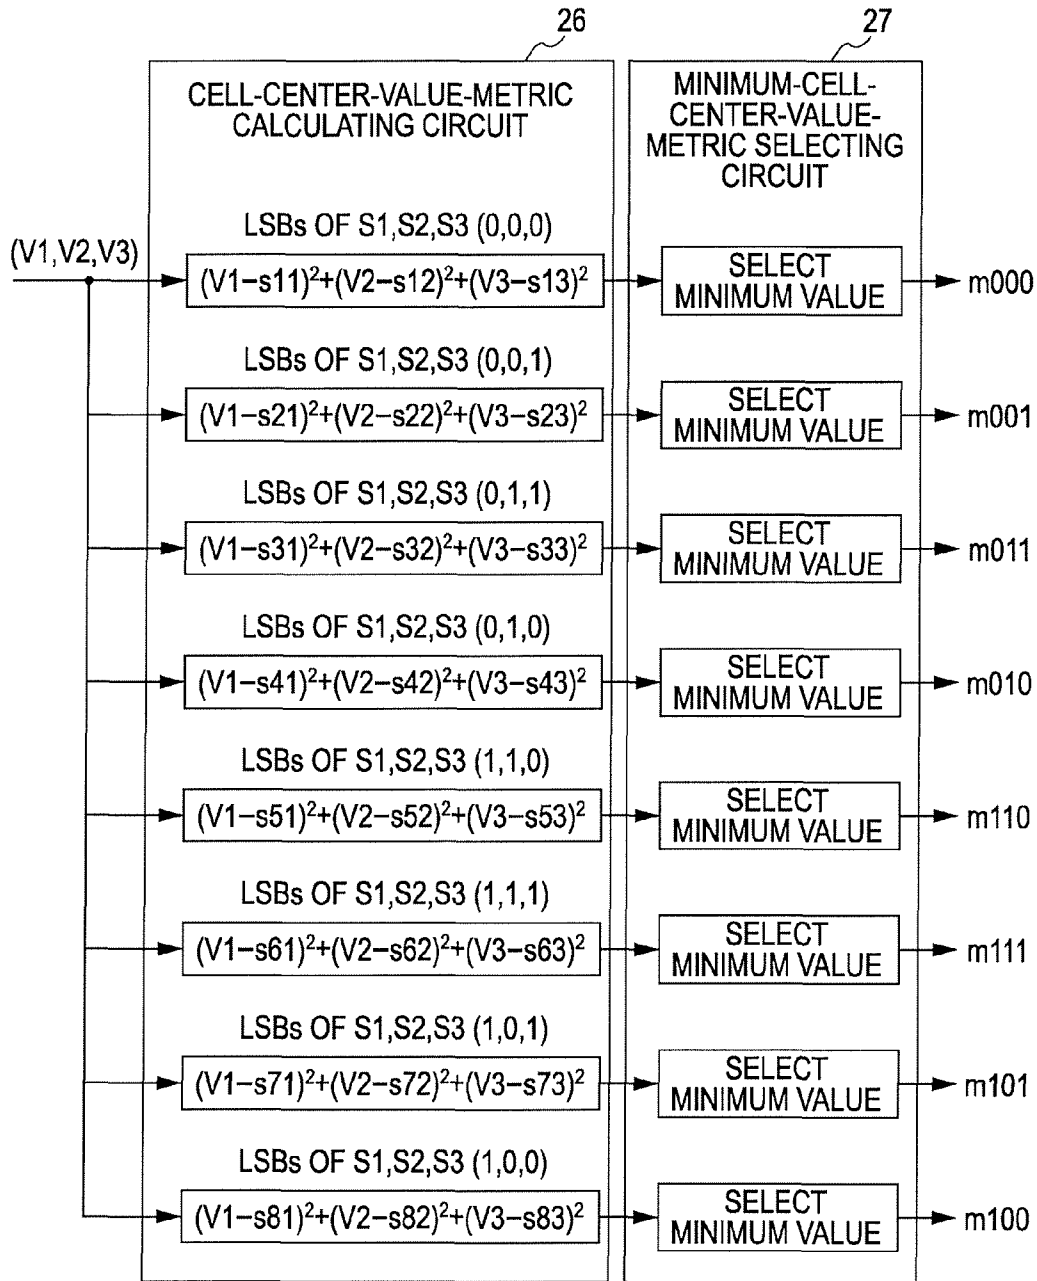 26
27
CELL-CENTER-VALUE-METRIC
CALCULATING CIRCUIT
MINIMUM-CELL-
CENTER-VALUE-
METRIC SELECTING
CIRCUIT
(V1,V2,V3)
LSBs OF S1,S2,S3 (0,0,0)
(V1−s11)²+(V2−s12)²+(V3−s13)²
SELECT
MINIMUM VALUE
m000
LSBs OF S1,S2,S3 (0,0,1)
(V1−s21)²+(V2−s22)²+(V3−s23)²
SELECT
MINIMUM VALUE
m001
LSBs OF S1,S2,S3 (0,1,1)
(V1−s31)²+(V2−s32)²+(V3−s33)²
SELECT
MINIMUM VALUE
m011
LSBs OF S1,S2,S3 (0,1,0)
(V1−s41)²+(V2−s42)²+(V3−s43)²
SELECT
MINIMUM VALUE
m010
LSBs OF S1,S2,S3 (1,1,0)
(V1−s51)²+(V2−s52)²+(V3−s53)²
SELECT
MINIMUM VALUE
m110
LSBs OF S1,S2,S3 (1,1,1)
(V1−s61)²+(V2−s62)²+(V3−s63)²
SELECT
MINIMUM VALUE
m111
LSBs OF S1,S2,S3 (1,0,1)
(V1−s71)²+(V2−s72)²+(V3−s73)²
SELECT
MINIMUM VALUE
m101
LSBs OF S1,S2,S3 (1,0,0)
(V1−s81)²+(V2−s82)²+(V3−s83)²
SELECT
MINIMUM VALUE
m100